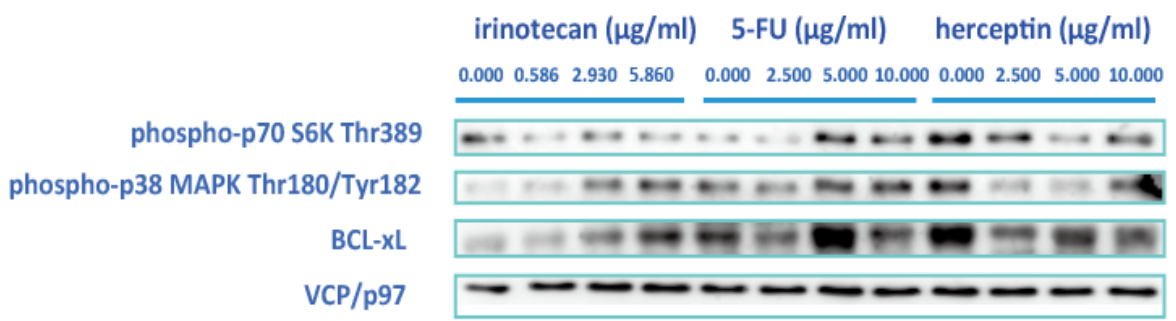 irinotecan (µg/ml) 5-FU (µg/ml) herceptin (µg/ml)
0.000 0.586 2.930 5.860 0.000 2.500 5.000 10.000 0.000 2.500 5.000 10.000
phospho-p70 S6K Thr389
phospho-p38 MAPK Thr180/Tyr182
BCL-xL
VCP/p97